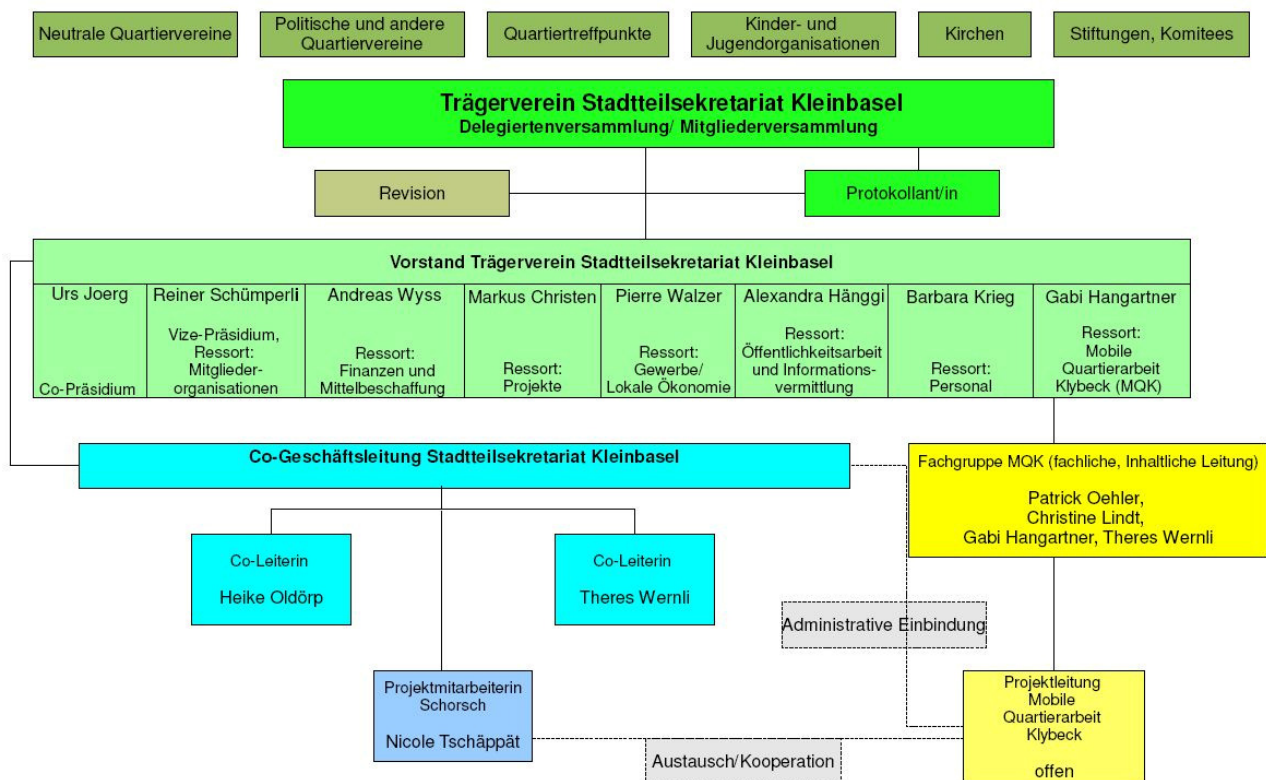 Neutrale Quartiervereine
Politische und andere
Quartiervereine
Quartiertreffpunkte
Kinder- und
Jugendorganisationen
Kirchen
Stiftungen, Komitees
Trägerverein Stadtteilsekretariat Kleinbasel
Delegiertenversammlung/ Mitgliederversammlung
Revision
Protokollant/in
Vorstand Trägerverein Stadtteilsekretariat Kleinbasel
Urs Joerg
Co-Präsidium
Reiner Schümperli
Vize-Präsidium,
Ressort:
Mitglieder-
organisationen
Andreas Wyss
Ressort:
Finanzen und
Mittelbeschaffung
Markus Christen
Ressort:
Projekte
Pierre Walzer
Ressort:
Gewerbe/
Lokale Ökonomie
Alexandra Hänggi
Ressort:
Öffentlichkeitsarbeit
und Informations-
vermittlung
Barbara Krieg
Ressort:
Personal
Gabi Hangartner
Ressort:
Mobile
Quartierarbeit
Klybeck (MQK)
Co-Geschäftsleitung Stadtteilsekretariat Kleinbasel
Fachgruppe MQK (fachliche, Inhaltliche Leitung)
Patrick Oehler,
Christine Lindt,
Gabi Hangartner, Theres Wernli
Co-Leiterin
Heike Oldörp
Co-Leiterin
Theres Wernli
Administrative Einbindung
Projektmitarbeiterin
Schorsch
Nicole Tschäppät
Projektleitung
Mobile
Quartierarbeit
Klybeck
offen
Austausch/Kooperation